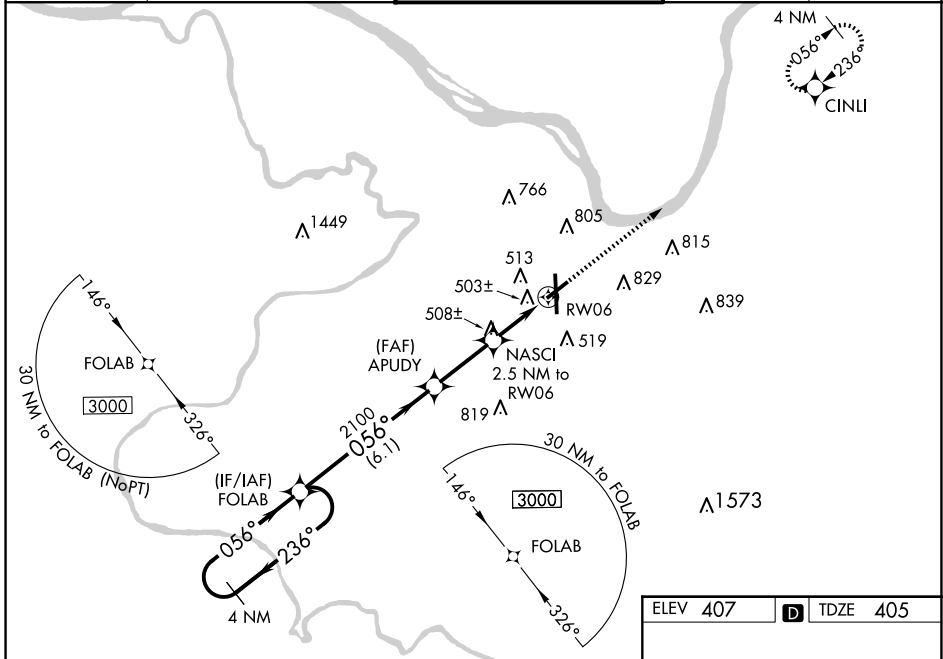 4 NM
056°
236°
CINLI
766
1449
805
815
513
829
503±
RW06
839
508±
519
146°
FOLAB
3000
326°
30 NM to FOLAB (NoPT)
(FAF)
APUDY
NASCI
2.5 NM to
RW06
819
2100
056°
(6.1)
(IF/IAF)
FOLAB
056°
236°
4 NM
30 NM to FOLAB
146°
3000
FOLAB
326°
1573
ELEV 407 D TDZE 405